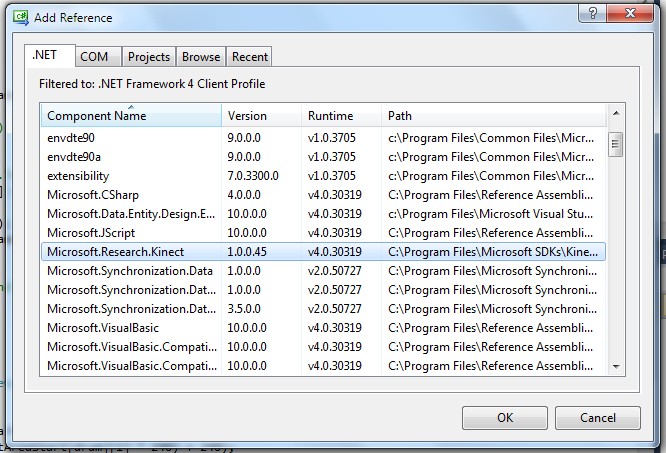 Add Reference
.NET COM Projects Browse Recent
Filtered to: .NET Framework 4 Client Profile
Component Name Version Runtime Path
envdte90 9.0.0.0 v1.0.3705 c:\Program Files\Common Files\Micr...
envdte90a 9.0.0.0 v1.0.3705 c:\Program Files\Common Files\Micr...
extensibility 7.0.3300.0 v1.0.3705 c:\Program Files\Common Files\Micr...
Microsoft.CSharp 4.0.0.0 v4.0.30319 C:\Program Files\Reference Assembli...
Microsoft.Data.Entity.Design.E... 10.0.0.0 v4.0.30319 c:\Program Files\Microsoft Visual Stu...
Microsoft.JScript 10.0.0.0 v4.0.30319 C:\Program Files\Reference Assembli...
Microsoft.Research.Kinect 1.0.0.45 v4.0.30319 C:\Program Files\Microsoft SDKs\Kine...
Microsoft.Synchronization.Data 1.0.0.0 v2.0.50727 C:\Program Files\Microsoft Synchroni...
Microsoft.Synchronization.Dat... 1.0.0.0 v2.0.50727 C:\Program Files\Microsoft Synchroni...
Microsoft.Synchronization.Dat... 3.5.0.0 v2.0.50727 C:\Program Files\Microsoft Synchroni...
Microsoft.VisualBasic 10.0.0.0 v4.0.30319 C:\Program Files\Reference Assembli...
Microsoft.VisualBasic.Compati... 10.0.0.0 v4.0.30319 C:\Program Files\Reference Assembli...
Microsoft.VisualBasic.Compati... 10.0.0.0 v4.0.30319 C:\Program Files\Reference Assembli...
OK Cancel